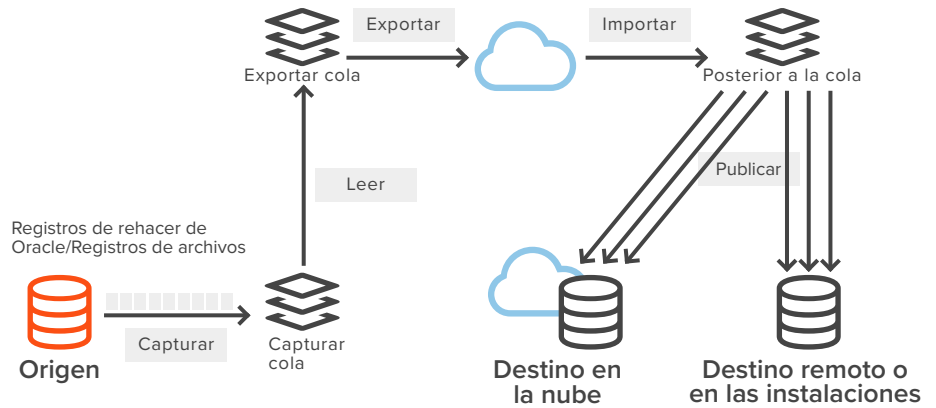 Exportar
Importar
Exportar cola
Posterior a la cola
Publicar
Leer
Registros de rehacer de
Oracle/Registros de archivos
Capturar
Capturar
cola
Origen
Destino en
la nube
Destino remoto o
en las instalaciones